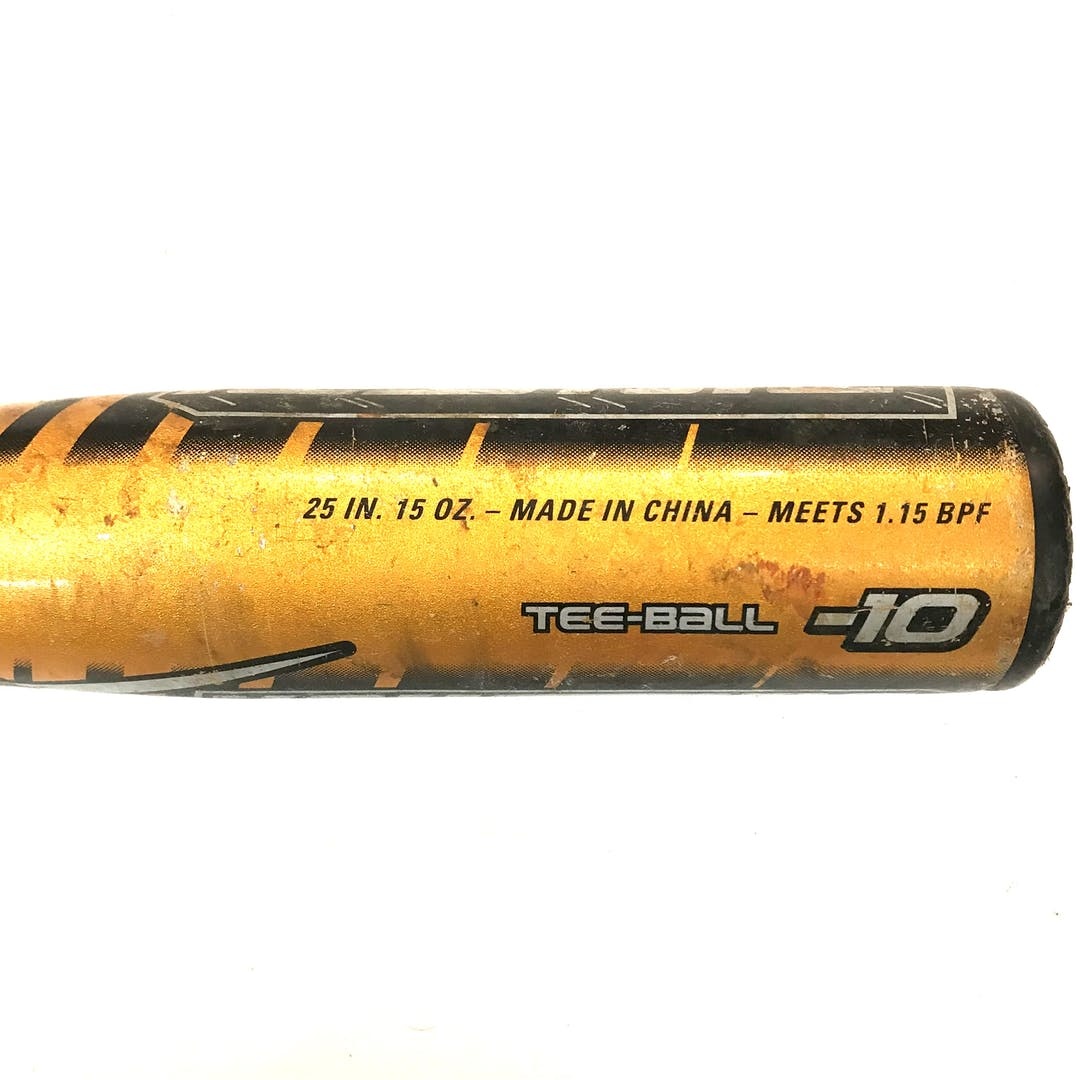 25 IN. 15 OZ. – MADE IN CHINA – MEETS 1.15 BPF
TEE-BALL -10